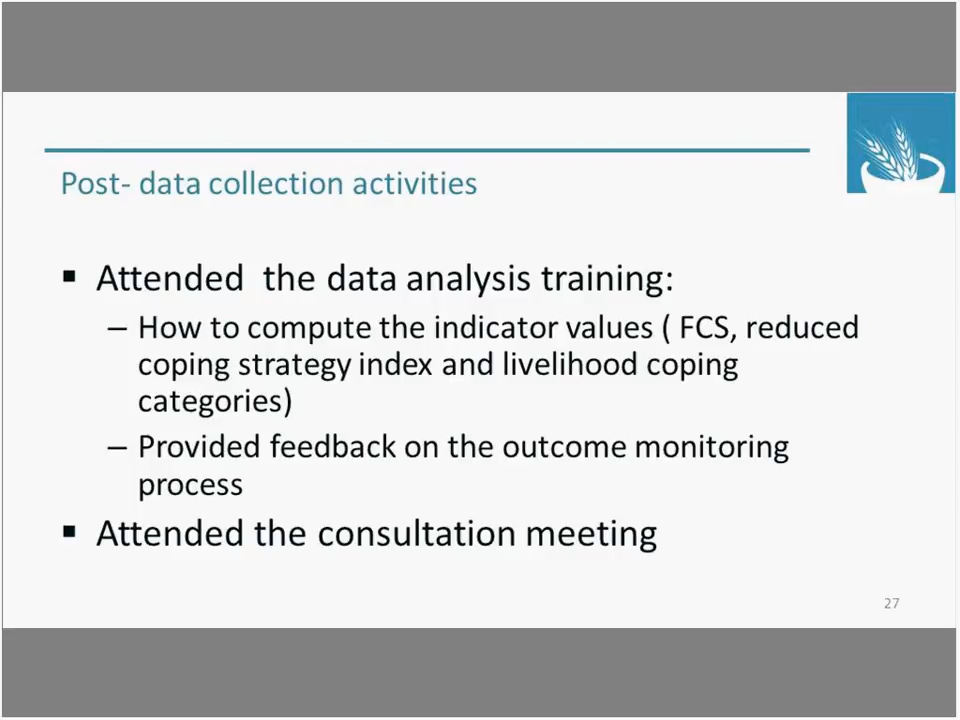 Post- data collection activities
▪ Attended the data analysis training:
– How to compute the indicator values ( FCS, reduced
coping strategy index and livelihood coping
categories)
– Provided feedback on the outcome monitoring
process
▪ Attended the consultation meeting
27